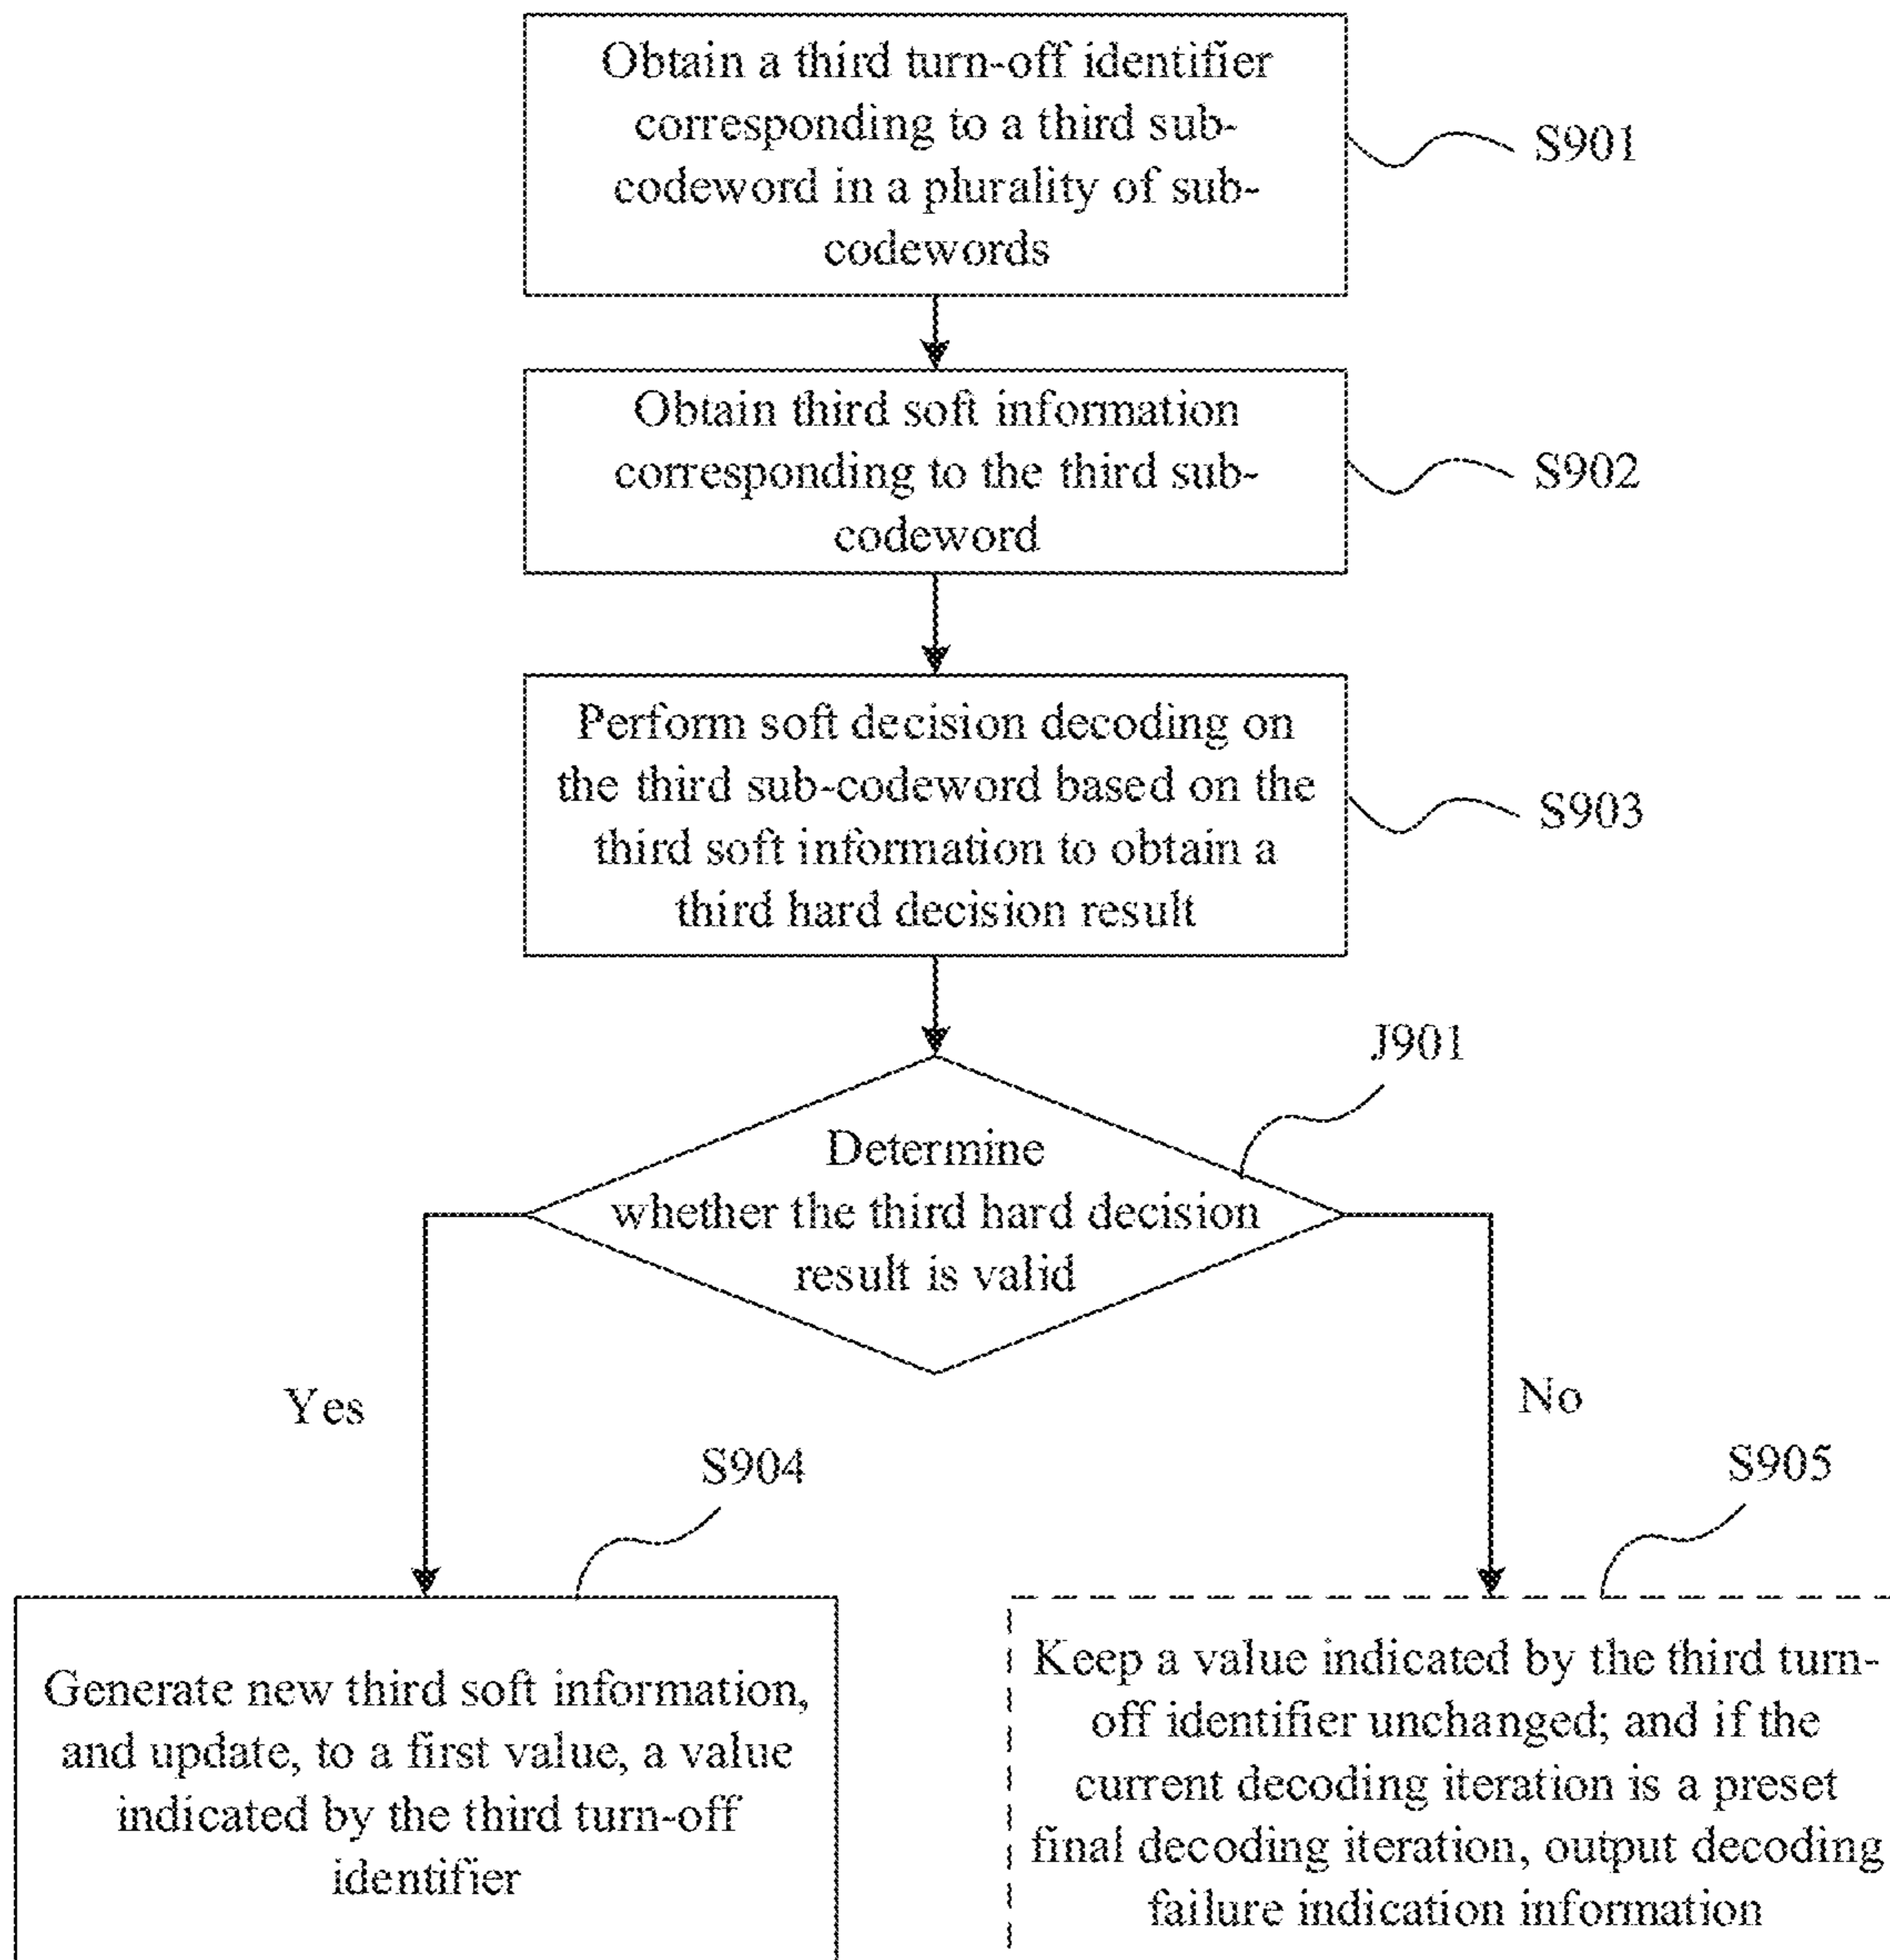 Obtain a third turn-off identifier
corresponding to a third sub-
codeword in a plurality of sub-
codewords
S901
Obtain third soft information
corresponding to the third sub-
codeword
S902
Perform soft decision decoding on
the third sub-codeword based on the
third soft information to obtain a
third hard decision result
S903
J901
Determine
whether the third hard decision
result is valid
Yes
No
S904
S905
Generate new third soft information,
and update, to a first value, a value
indicated by the third turn-off
identifier
Keep a value indicated by the third turn-
off identifier unchanged; and if the
current decoding iteration is a preset
final decoding iteration, output decoding
failure indication information